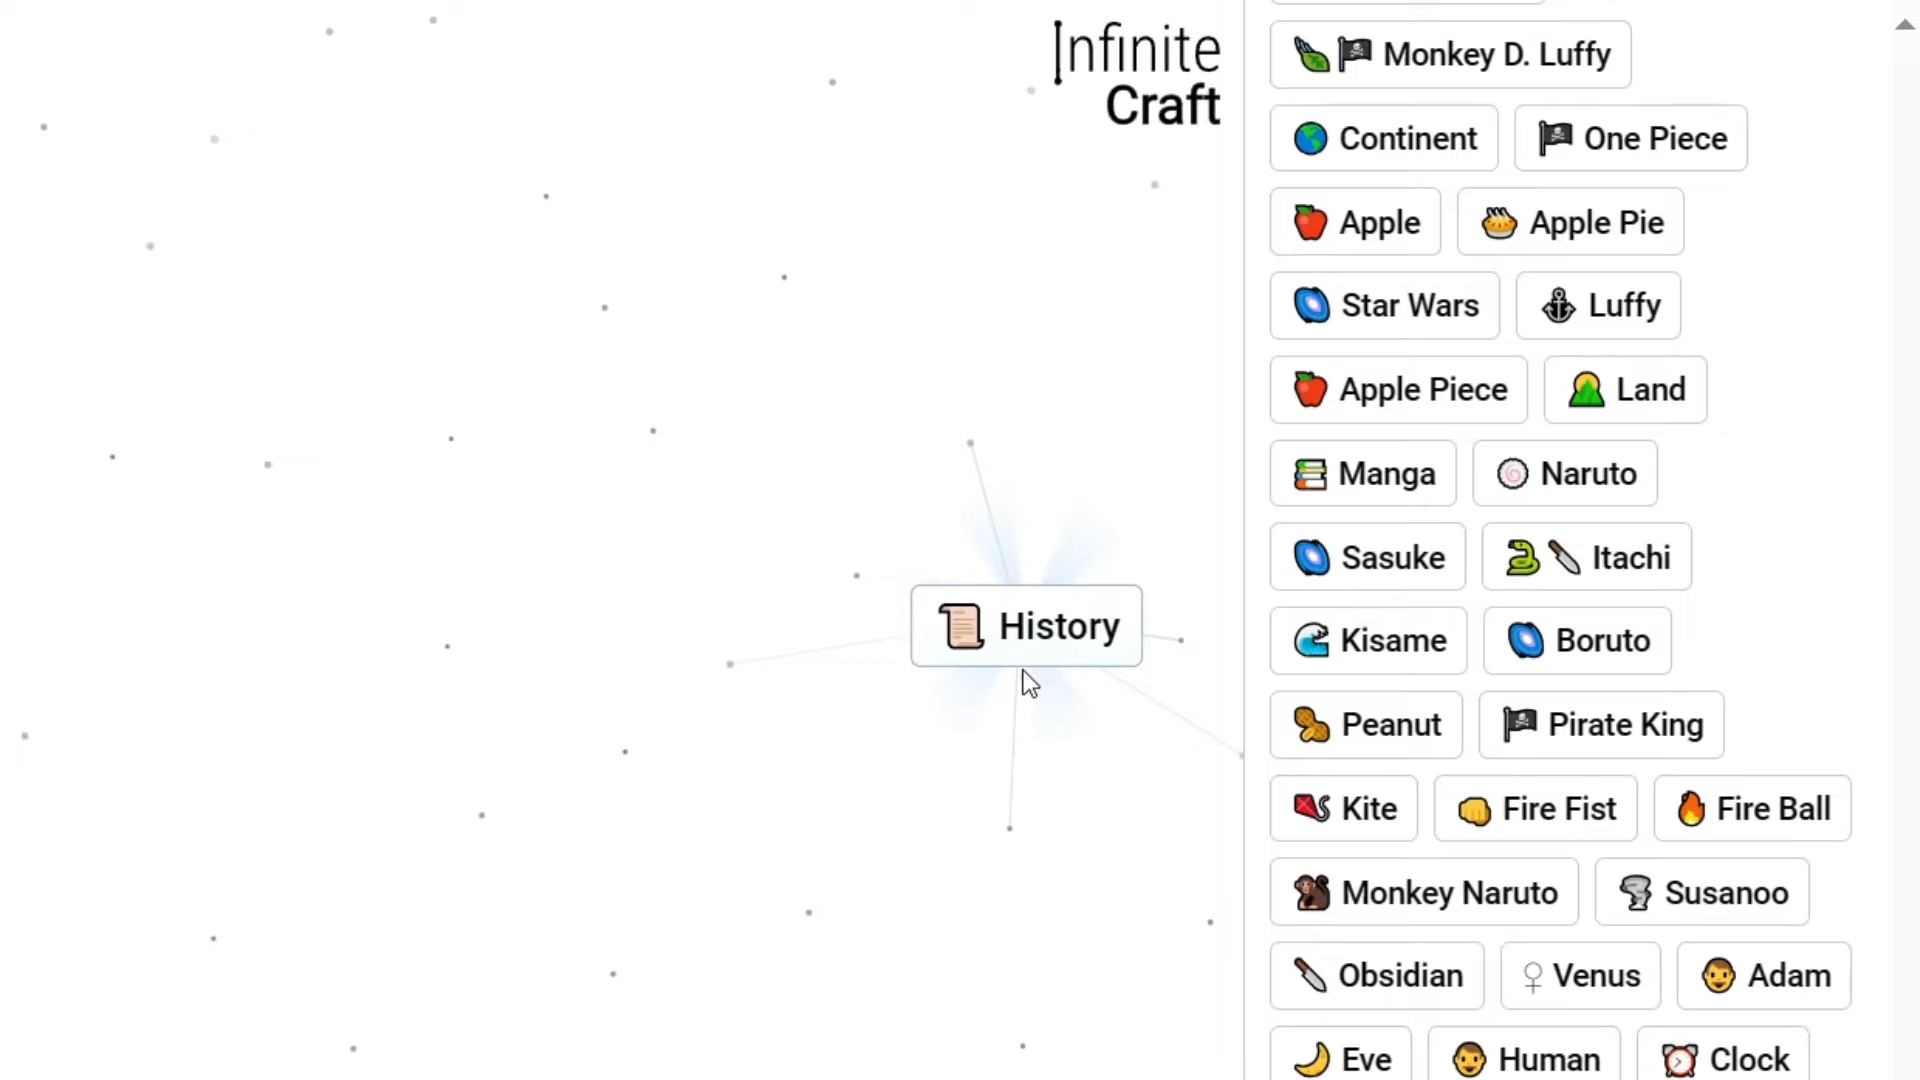 Infinite
Craft
Monkey D. Luffy
Continent One Piece
Apple Apple Pie
Star Wars Luffy
Apple Piece Land
Manga Naruto
Sasuke Itachi
History
Kisame Boruto
Peanut Pirate King
Kite Fire Fist Fire Ball
Monkey Naruto Susanoo
Obsidian Venus Adam
Eve Human Clock